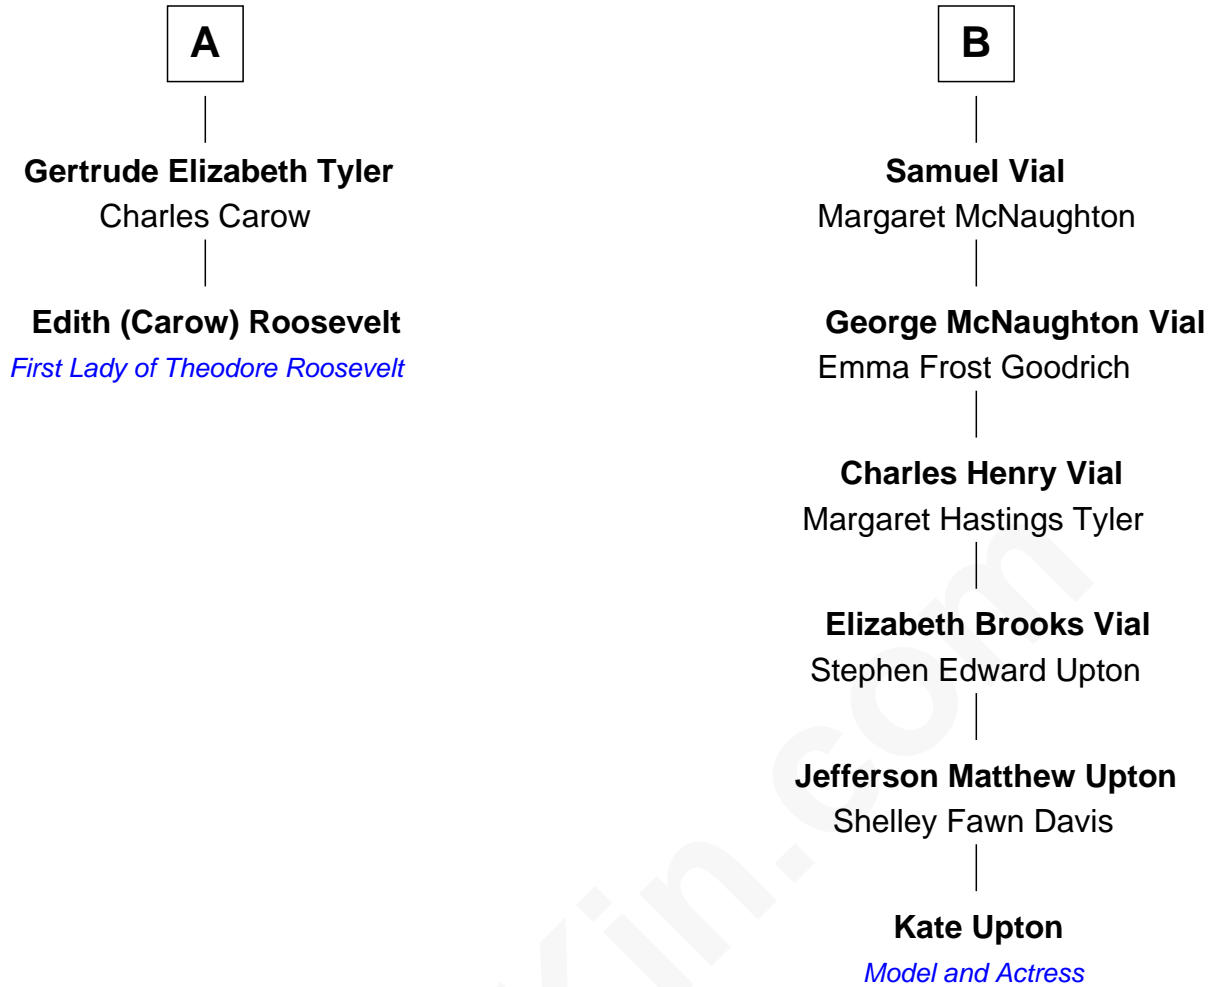 A
Gertrude Elizabeth Tyler
Charles Carow
Edith (Carow) Roosevelt
First Lady of Theodore Roosevelt
B
Samuel Vial
Margaret McNaughton
George McNaughton Vial
Emma Frost Goodrich
Charles Henry Vial
Margaret Hastings Tyler
Elizabeth Brooks Vial
Stephen Edward Upton
Jefferson Matthew Upton
Shelley Fawn Davis
Kate Upton
Model and Actress
Kin.com